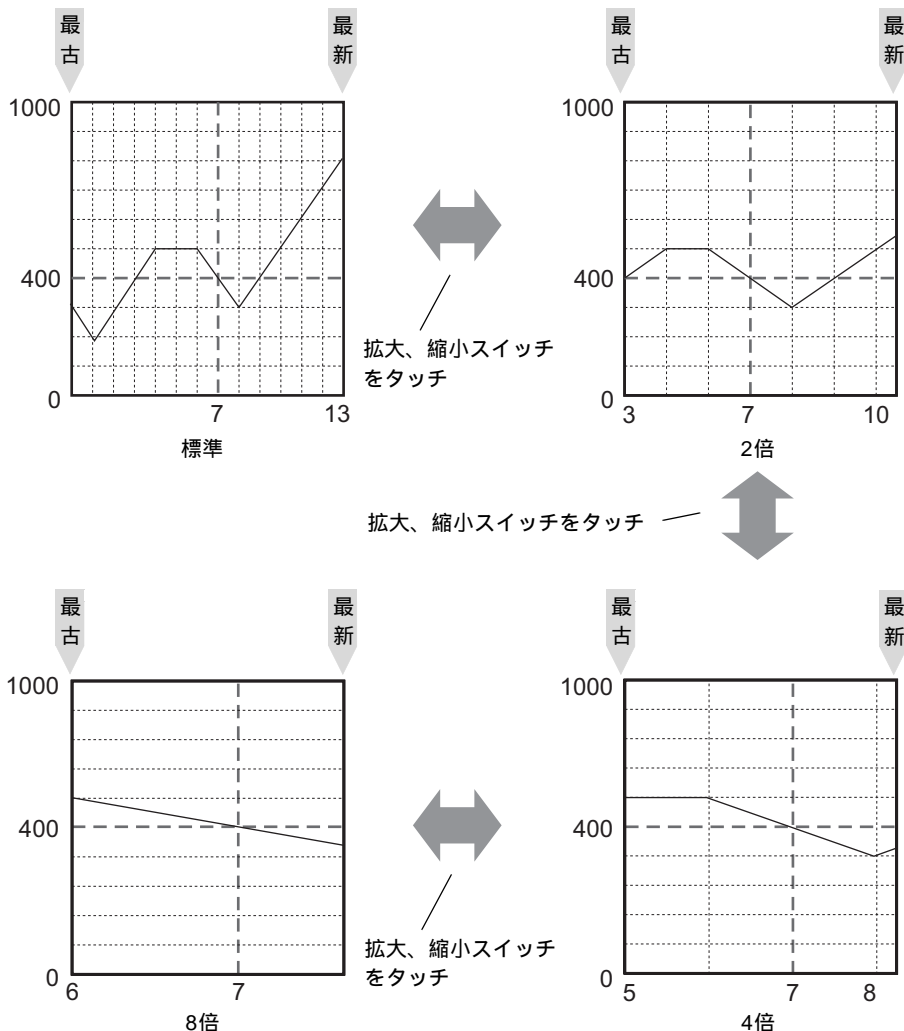 最古
最新
1000
400
0
7
13
標準
拡大、縮小スイッチ
をタッチ
最古
最新
1000
400
0
3
7
10
2倍
拡大、縮小スイッチをタッチ
最古
最新
1000
400
0
6
7
8倍
拡大、縮小スイッチ
をタッチ
最古
最新
1000
400
0
5
7
8
4倍